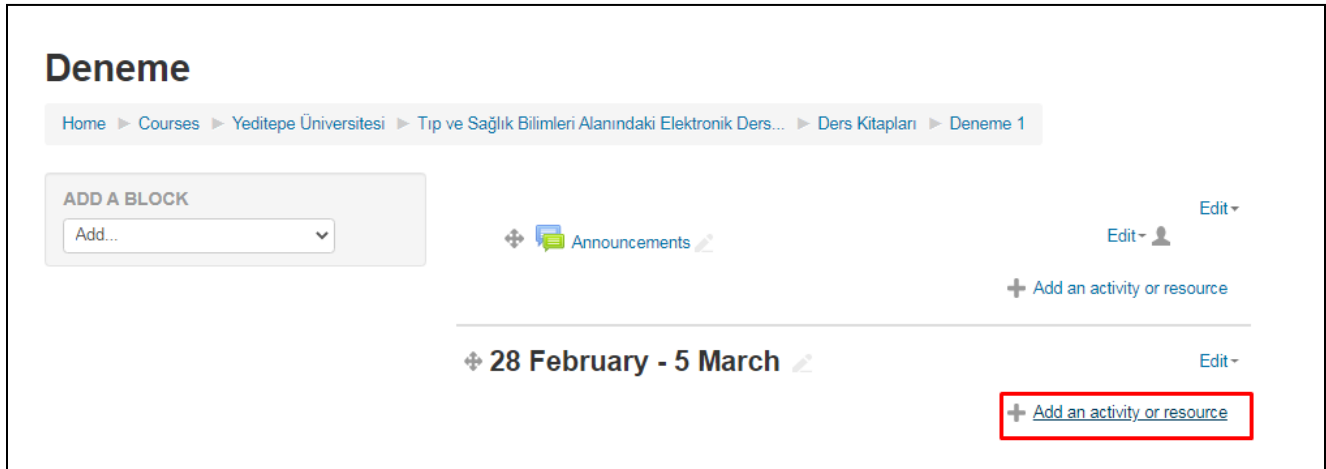 Deneme
Home ► Courses ► Yeditepe Üniversitesi ► Tıp ve Sağlık Bilimleri Alanındaki Elektronik Ders... ► Ders Kitapları ► Deneme 1
ADD A BLOCK
Add...
Edit
Announcements
Edit
Add an activity or resource
28 February - 5 March
Edit
Add an activity or resource